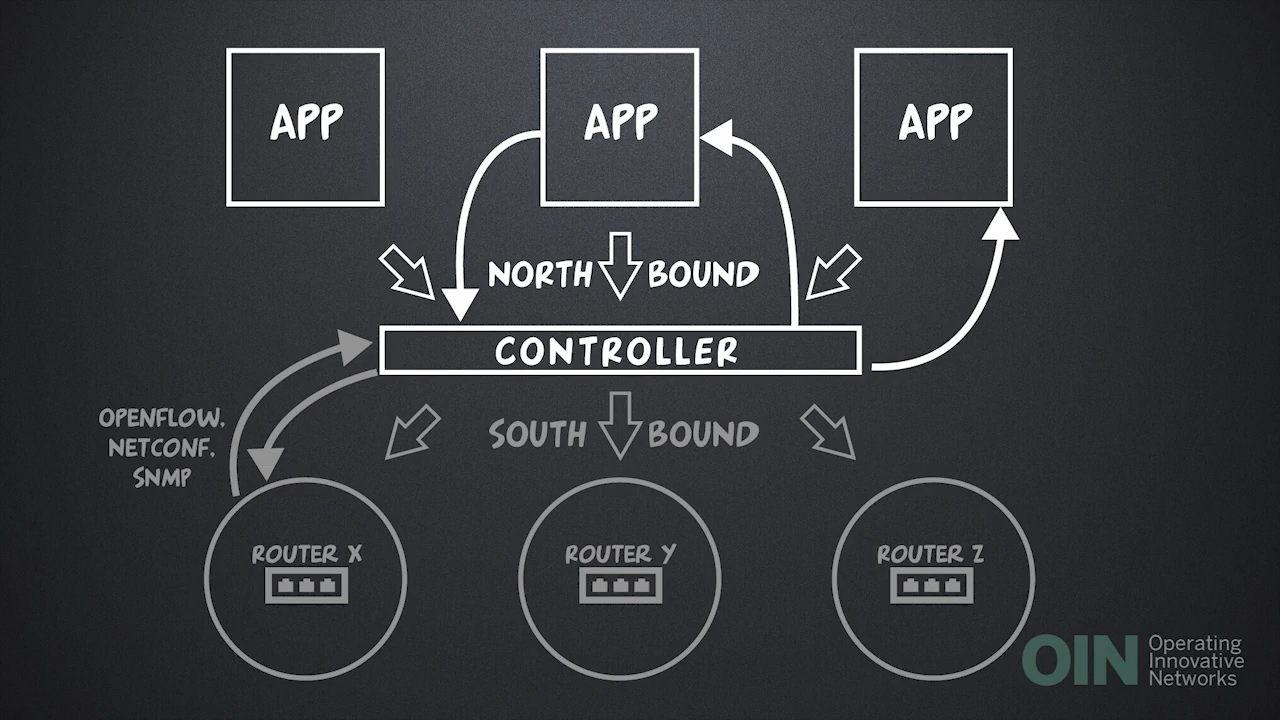 APP
APP
APP
NORTH BOUND
CONTROLLER
OPENFLOW,
NETCONF,
SNMP
SOUTH BOUND
ROUTER X
ROUTER Y
ROUTER Z
OIN
Operating
Innovative
Networks